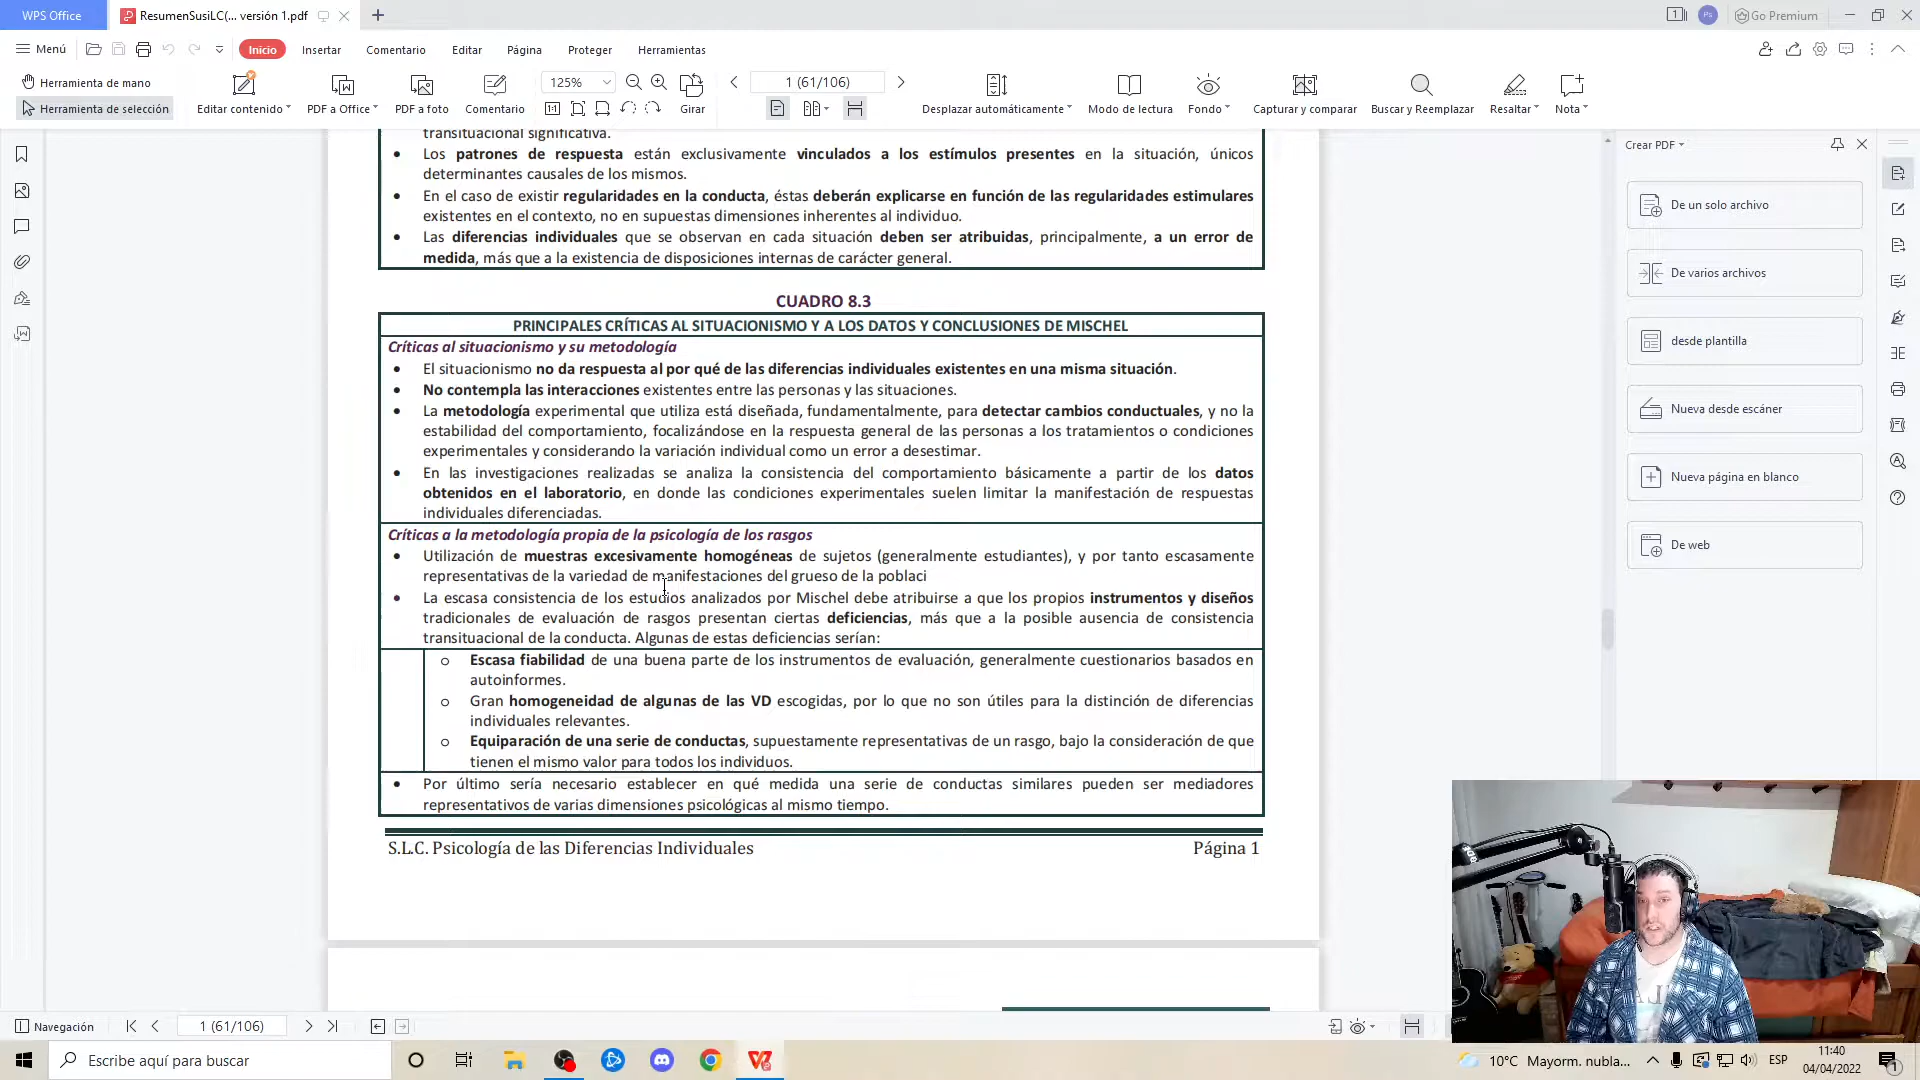 WPS Office
ResumenSusiLC(... versión 1.pdf
1
Ps
Go Premium
Menú
Inicio
Insertar
Comentario
Editar
Página
Proteger
Herramientas
Herramienta de mano
Herramienta de selección
Editar contenido
PDF a Office
PDF a foto
Comentario
125%
Girar
1 (61/106)
Desplazar automáticamente
Modo de lectura
Fondo
Capturar y comparar
Buscar y Reemplazar
Resaltar
Nota
transituacional significativa.
• Los patrones de respuesta están exclusivamente vinculados a los estímulos presentes en la situación, únicos
determinantes causales de los mismos.
• En el caso de existir regularidades en la conducta, éstas deberán explicarse en función de las regularidades estimulares
existentes en el contexto, no en supuestas dimensiones inherentes al individuo.
• Las diferencias individuales que se observan en cada situación deben ser atribuidas, principalmente, a un error de
medida, más que a la existencia de disposiciones internas de carácter general.
CUADRO 8.3
PRINCIPALES CRÍTICAS AL SITUACIONISMO Y A LOS DATOS Y CONCLUSIONES DE MISCHEL
Críticas al situacionismo y su metodología
• El situacionismo no da respuesta al por qué de las diferencias individuales existentes en una misma situación.
• No contempla las interacciones existentes entre las personas y las situaciones.
• La metodología experimental que utiliza está diseñada, fundamentalmente, para detectar cambios conductuales, y no la
estabilidad del comportamiento, focalizándose en la respuesta general de las personas a los tratamientos o condiciones
experimentales y considerando la variación individual como un error a desestimar.
• En las investigaciones realizadas se analiza la consistencia del comportamiento básicamente a partir de los datos
obtenidos en el laboratorio, en donde las condiciones experimentales suelen limitar la manifestación de respuestas
individuales diferenciadas.
Críticas a la metodología propia de la psicología de los rasgos
• Utilización de muestras excesivamente homogéneas de sujetos (generalmente estudiantes), y por tanto escasamente
representativas de la variedad de manifestaciones del grueso de la poblaci
• La escasa consistencia de los estudios analizados por Mischel debe atribuirse a que los propios instrumentos y diseños
tradicionales de evaluación de rasgos presentan ciertas deficiencias, más que a la posible ausencia de consistencia
transituacional de la conducta. Algunas de estas deficiencias serían:
o Escasa fiabilidad de una buena parte de los instrumentos de evaluación, generalmente cuestionarios basados en
autoinformes.
o Gran homogeneidad de algunas de las VD escogidas, por lo que no son útiles para la distinción de diferencias
individuales relevantes.
o Equiparación de una serie de conductas, supuestamente representativas de un rasgo, bajo la consideración de que
tienen el mismo valor para todos los individuos.
• Por último sería necesario establecer en qué medida una serie de conductas similares pueden ser mediadores
representativos de varias dimensiones psicológicas al mismo tiempo.
S.L.C. Psicología de las Diferencias Individuales
Página 1
Crear PDF
De un solo archivo
De varios archivos
desde plantilla
Nueva desde escáner
Nueva página en blanco
De web
Navegación
1 (61/106)
Escribe aquí para buscar
10°C Mayorm. nubla...
ESP
11:40
04/04/2022
1